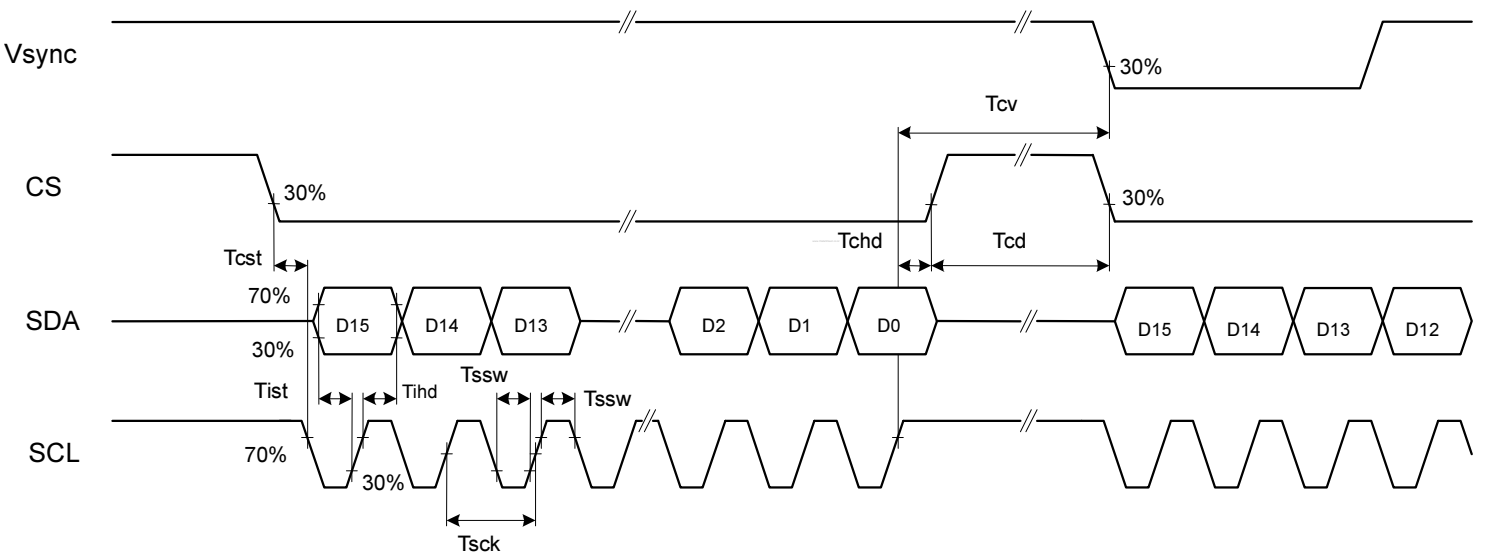 Vsync
30%
Tcv
CS
30%
30%
Tcst
Tchd
Tcd
70%
SDA
D15
D14
D13
D2
D1
D0
D15
D14
D13
D12
30%
Tssw
Tist
Tihd
Tssw
SCL
70%
30%
Tsck